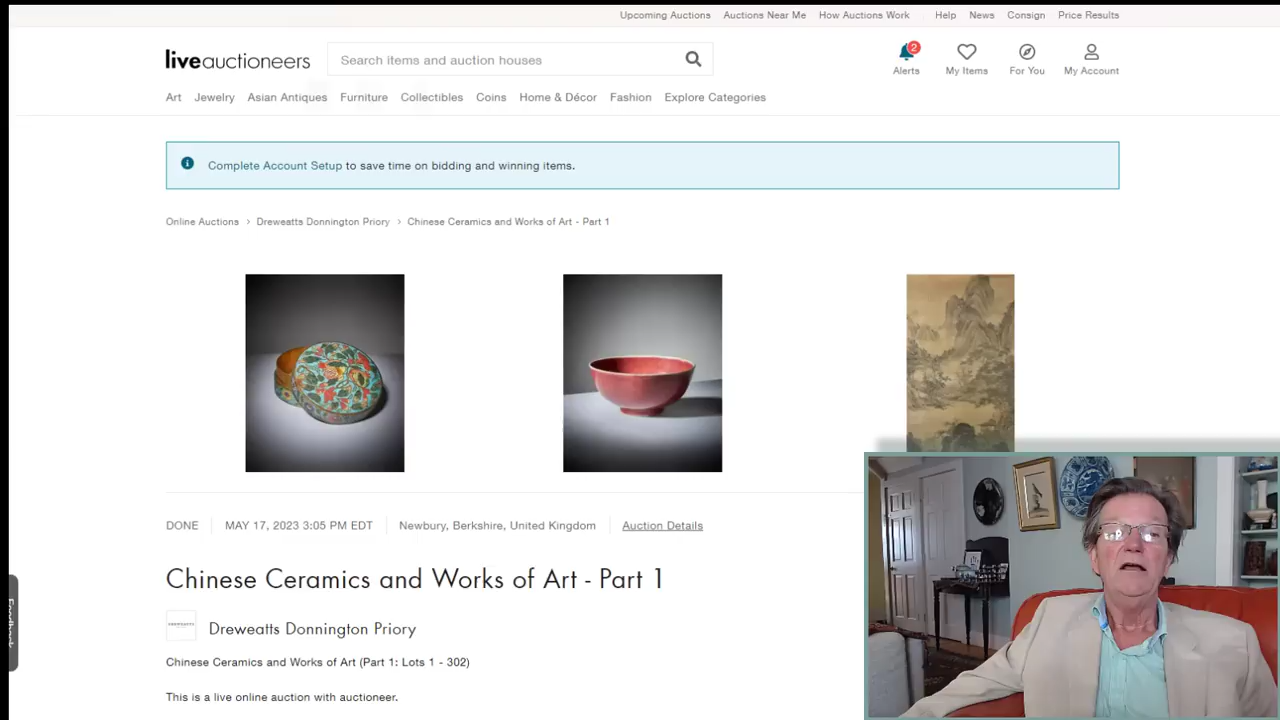 Upcoming Auctions Auctions Near Me How Auctions Work Help News Consign Price Results
liveauctioneers
Search items and auction houses
2
Alerts My Items For You My Account
Art Jewelry Asian Antiques Furniture Collectibles Coins Home & Décor Fashion Explore Categories
Complete Account Setup to save time on bidding and winning items.
Online Auctions > Dreweatts Donnington Priory > Chinese Ceramics and Works of Art - Part 1
DONE MAY 17, 2023 3:05 PM EDT Newbury, Berkshire, United Kingdom Auction Details
Chinese Ceramics and Works of Art - Part 1
Dreweatts Donnington Priory
Chinese Ceramics and Works of Art (Part 1: Lots 1 - 302)
This is a live online auction with auctioneer.
Feedback